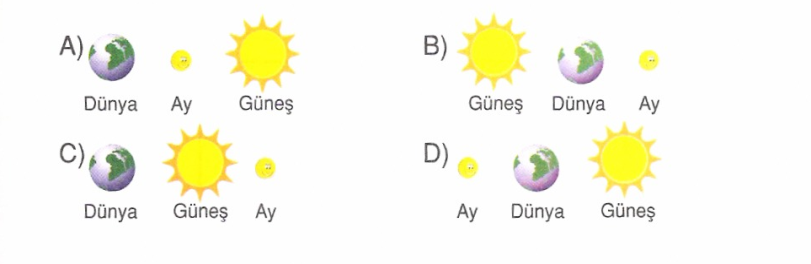 A) B)
Dünya Ay Güneş Güneş Dünya Ay
C) D)
Dünya Güneş Ay Ay Dünya Güneş